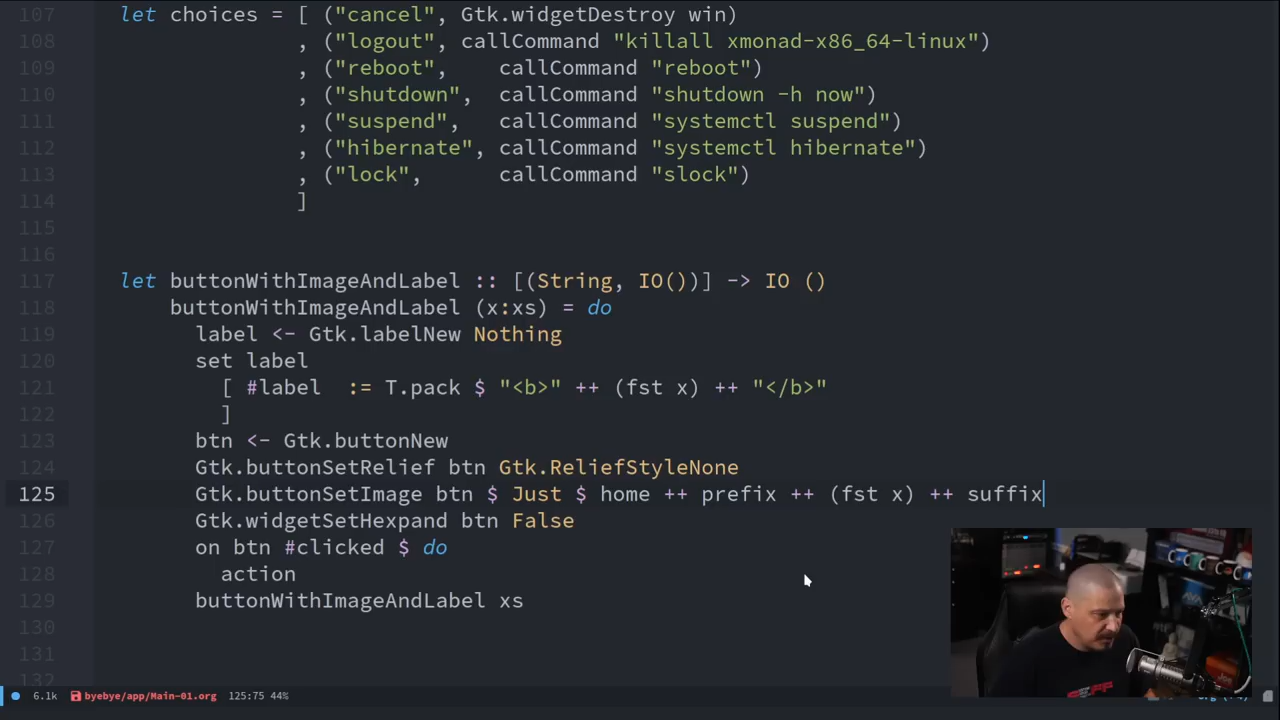 107 let choices = [ ("cancel", Gtk.widgetDestroy win)
108 , ("logout", callCommand "killall xmonad-x86_64-linux")
109 , ("reboot", callCommand "reboot")
110 , ("shutdown", callCommand "shutdown -h now")
111 , ("suspend", callCommand "systemctl suspend")
112 , ("hibernate", callCommand "systemctl hibernate")
113 , ("lock", callCommand "slock")
114 ]
115
116
117 let buttonWithImageAndLabel :: [(String, IO())] -> IO ()
118 buttonWithImageAndLabel (x:xs) = do
119 label <- Gtk.labelNew Nothing
120 set label
121 [ #label := T.pack $ "<b>" ++ (fst x) ++ "</b>"
122 ]
123 btn <- Gtk.buttonNew
124 Gtk.buttonSetRelief btn Gtk.ReliefStyleNone
125 Gtk.buttonSetImage btn $ Just $ home ++ prefix ++ (fst x) ++ suffix
126 Gtk.widgetSetHexpand btn False
127 on btn #clicked $ do
128 action
129 buttonWithImageAndLabel xs
130
131
132
6.1k byebye/app/Main-01.org 125:75 44%